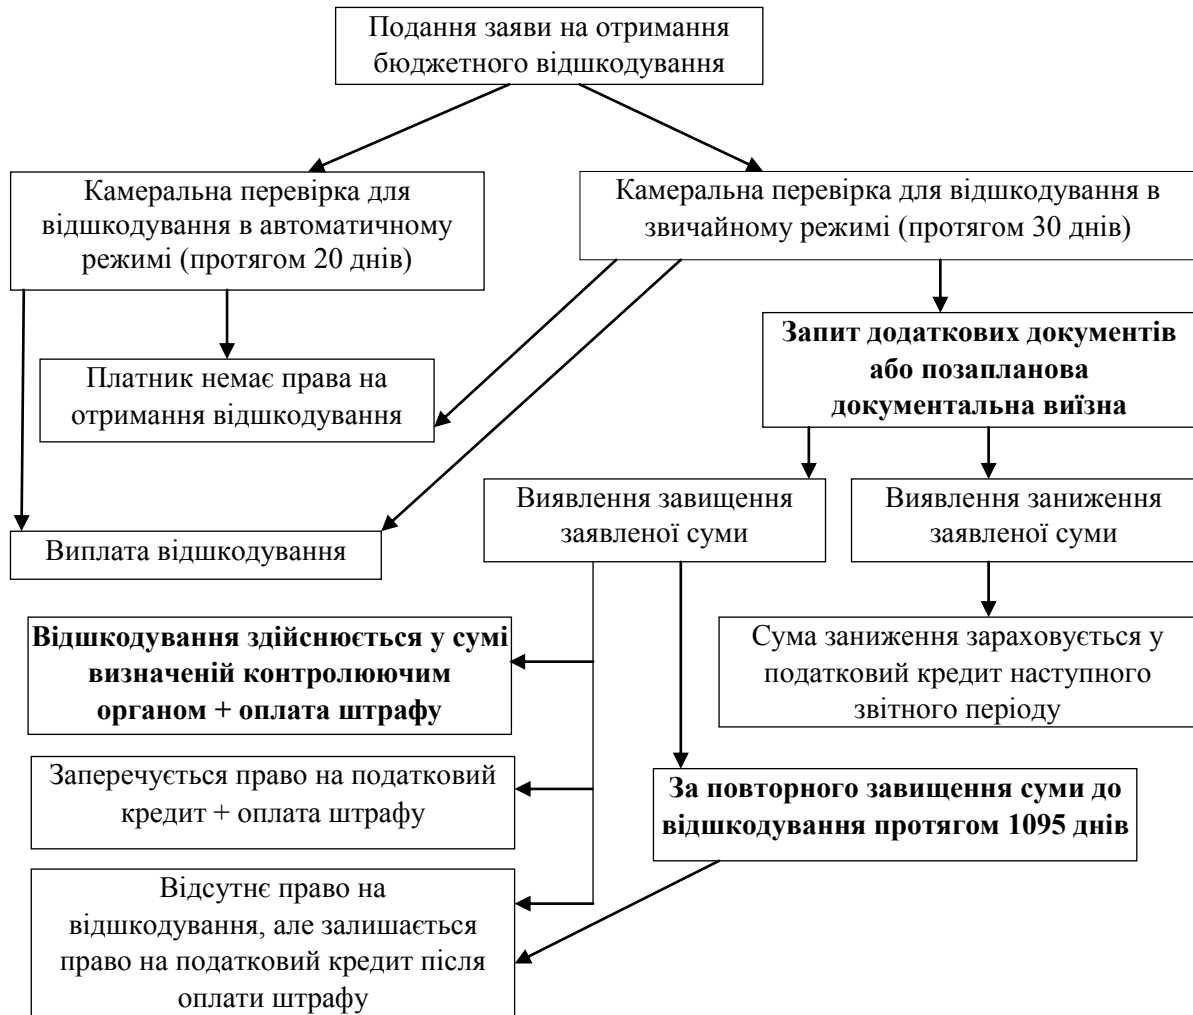 Подання заяви на отримання
бюджетного відшкодування
Камеральна перевірка для
відшкодування в автоматичному
режимі (протягом 20 днів)
Камеральна перевірка для відшкодування в
звичайному режимі (протягом 30 днів)
Платник немає права на
отримання відшкодування
Запит додаткових документів
або позапланова
документальна виїзна
Виявлення завищення
заявленої суми
Виявлення заниження
заявленої суми
Виплата відшкодування
Відшкодування здійснюється у сумі
визначеній контролюючим
органом + оплата штрафу
Сума заниження зараховується у
податковий кредит наступного
звітного періоду
Заперечується право на податковий
кредит + оплата штрафу
За повторного завищення суми до
відшкодування протягом 1095 днів
Відсутнє право на
відшкодування, але залишається
право на податковий кредит після
оплати штрафу